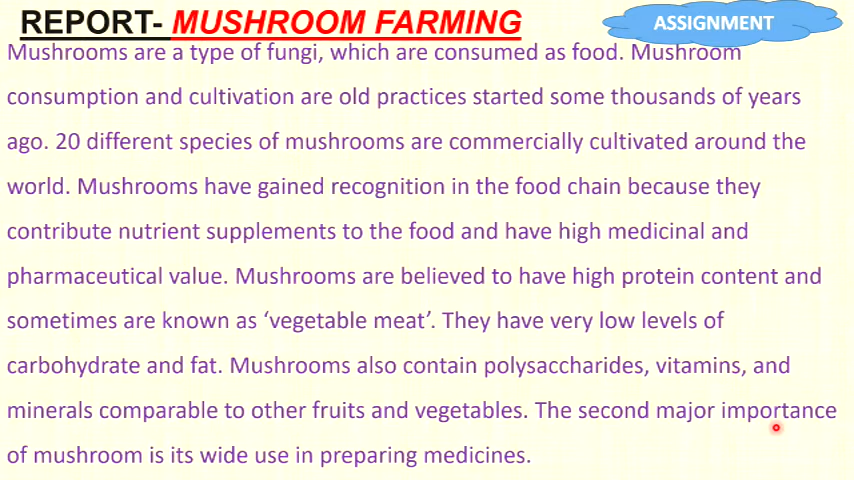 REPORT- MUSHROOM FARMING
ASSIGNMENT
Mushrooms are a type of fungi, which are consumed as food. Mushroom
consumption and cultivation are old practices started some thousands of years
ago. 20 different species of mushrooms are commercially cultivated around the
world. Mushrooms have gained recognition in the food chain because they
contribute nutrient supplements to the food and have high medicinal and
pharmaceutical value. Mushrooms are believed to have high protein content and
sometimes are known as ‘vegetable meat’. They have very low levels of
carbohydrate and fat. Mushrooms also contain polysaccharides, vitamins, and
minerals comparable to other fruits and vegetables. The second major importance
of mushroom is its wide use in preparing medicines.